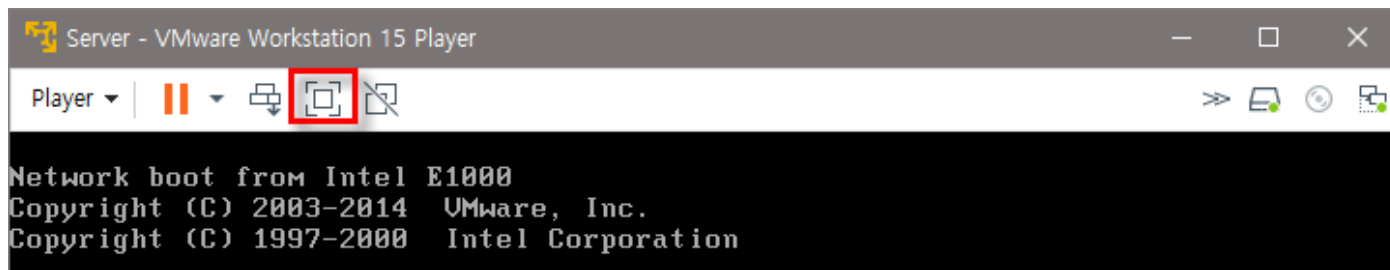 Server - VMware Workstation 15 Player
Player
Network boot from Intel E1000
Copyright (C) 2003-2014  VMware, Inc.
Copyright (C) 1997-2000  Intel Corporation